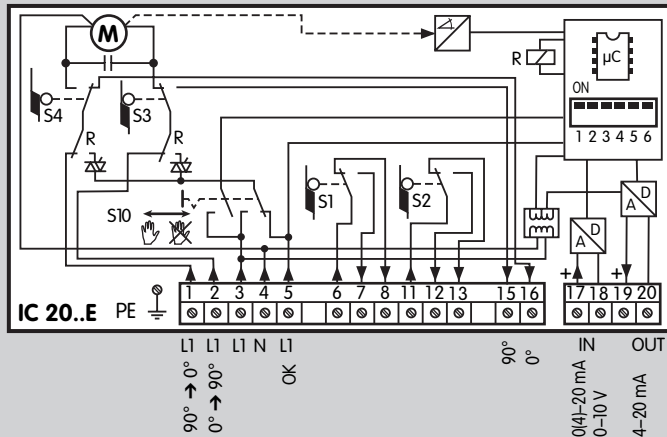 M
R
µC
ON
1 2 3 4 5 6
S4
S3
R
R
S10
S1
S2
A D
A D
+
+
1 2 3 4 5 6 7 8 11 12 13 15 16 17 18 19 20
IC 20..E
PE
L1 L1 L1 N L1
90° → 0°
0° → 90°
OK
90°
0°
IN
OUT
0(4)–20 mA
0–10 V
4–20 mA